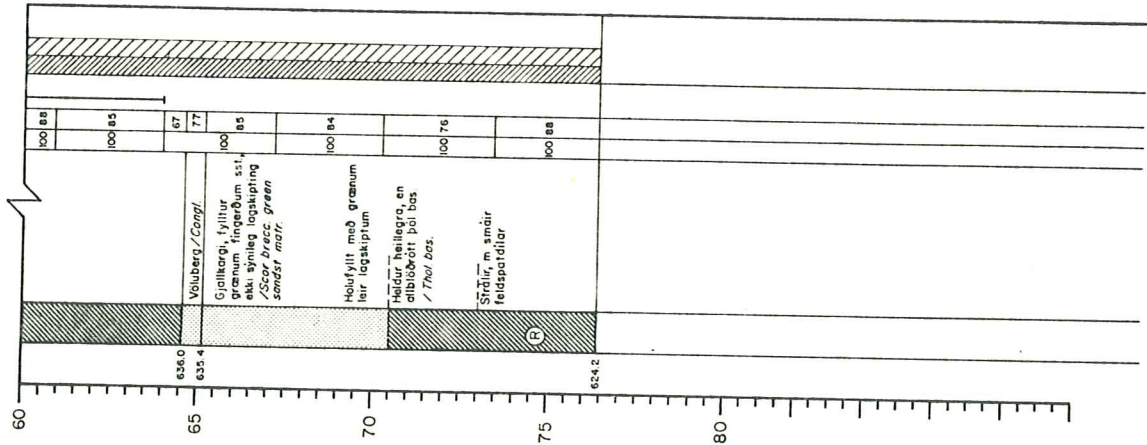 60
65
70
75
80
636.0
635.4
624.2
Völuberg / Congl.
Gjallkargi, fylltur
grænum fíngerðum sst,
ekki sýnileg lagskipting
/Scor brecc. green
sandst matr.
Holufyllt með grænum
leir lagskiptum
Heldur heillegra, en
allblöðrótt þól bas.
/ Thol bas.
Strálir, m smáir
feldspatdílar
R
100 88
100 85
67
77
100 85
100 84
100 76
100 88